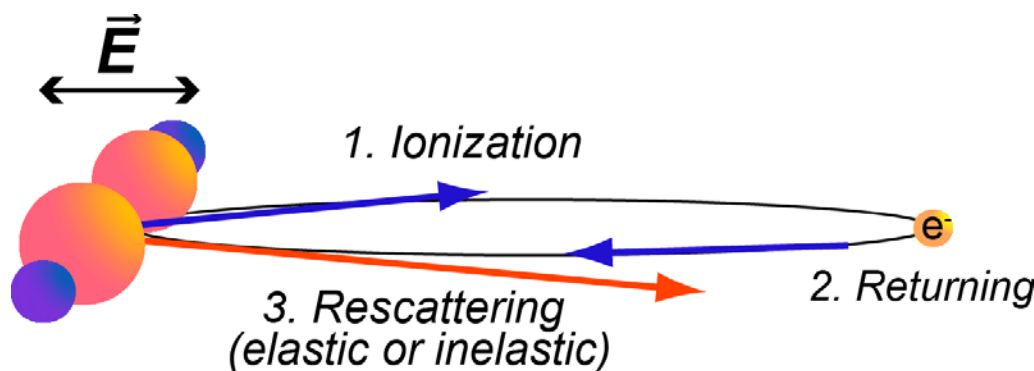 E
1. Ionization
e-
2. Returning
3. Rescattering
(elastic or inelastic)